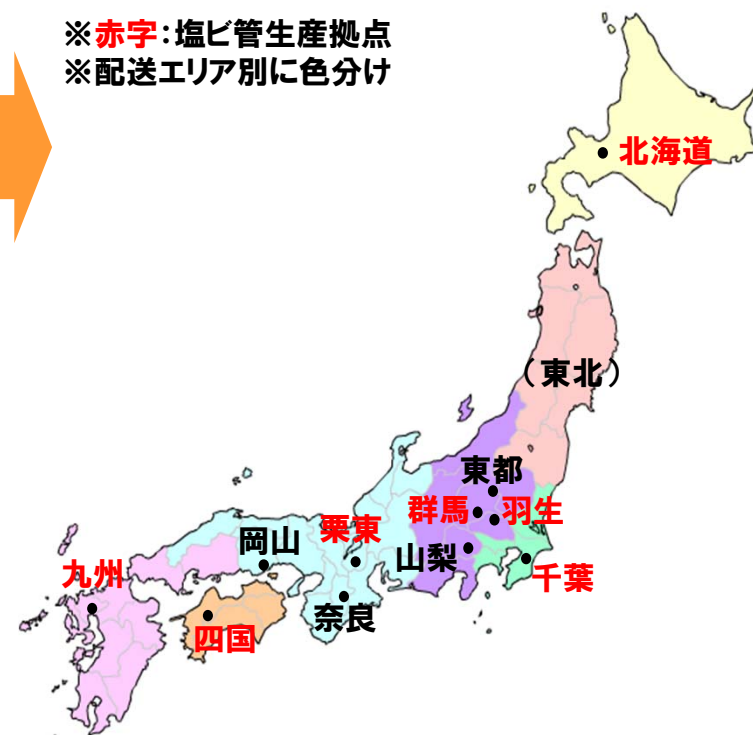 ※赤字:塩ビ管生産拠点
※配送エリア別に色分け
北海道
(東北)
東都
群馬
羽生
栗東
岡山
山梨
九州
千葉
奈良
四国